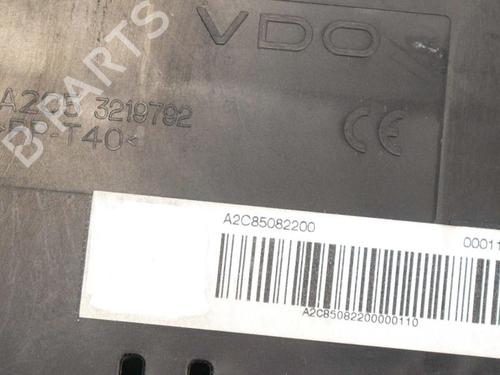 VDO
A2C5 3219792
>PP-T40<
CE
A2C85082200
00011
A2C85082200000110
B PARTS